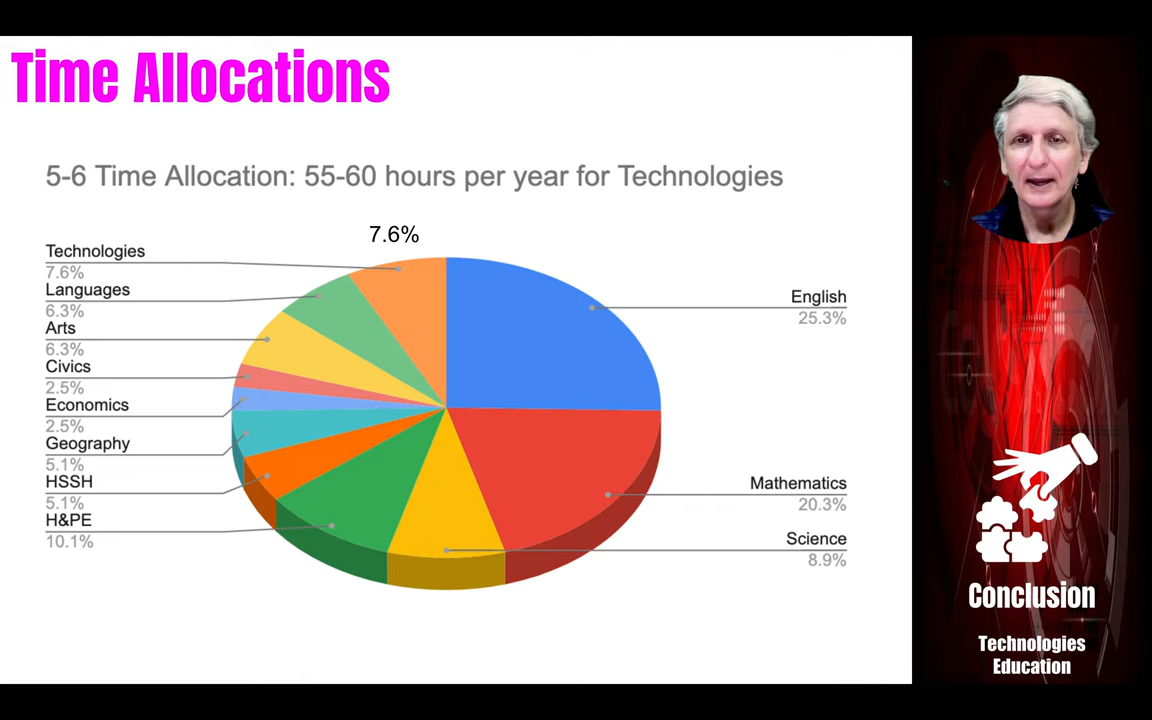 Time Allocations
5-6 Time Allocation: 55-60 hours per year for Technologies
7.6%
Technologies
7.6%
Languages
6.3%
Arts
6.3%
Civics
2.5%
Economics
2.5%
Geography
5.1%
HSSH
5.1%
H&PE
10.1%
English
25.3%
Mathematics
20.3%
Science
8.9%
Conclusion
Technologies
Education